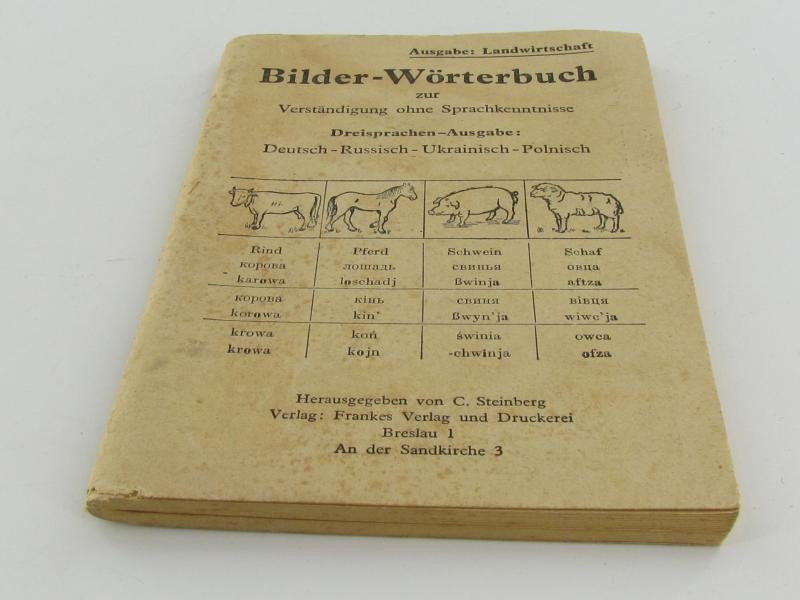 Ausgabe: Landwirtschaft
Bilder-Wörterbuch
zur
Verständigung ohne Sprachkenntnisse
Dreisprachen-Ausgabe:
Deutsch - Russisch - Ukrainisch - Polnisch
Rind Pferd Schwein Schaf
корова лошадь свинья овца
karowa loschadj ßwinja aftza
корова кінь свиня вівця
korowa kin' ßwyn'ja wiwc'ja
krowa koń świnia owca
krowa kojn -chwinja ofza
Herausgegeben von C. Steinberg
Verlag: Frankes Verlag und Druckerei
Breslau 1
An der Sandkirche 3